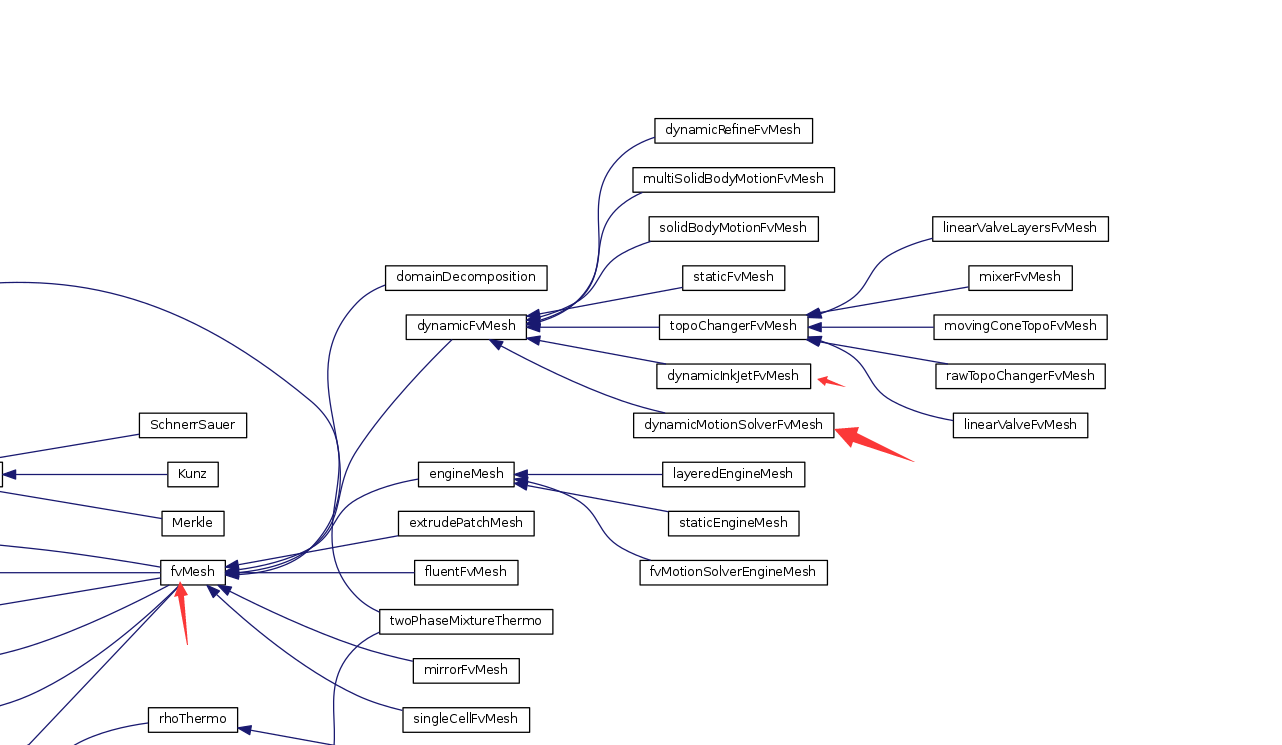 dynamicRefineFvMesh
multiSolidBodyMotionFvMesh
solidBodyMotionFvMesh
linearValveLayersFvMesh
domainDecomposition
staticFvMesh
mixerFvMesh
dynamicFvMesh
topoChangerFvMesh
movingConeTopoFvMesh
dynamicInkJetFvMesh
rawTopoChangerFvMesh
SchnerrSauer
dynamicMotionSolverFvMesh
linearValveFvMesh
Kunz
engineMesh
layeredEngineMesh
Merkle
extrudePatchMesh
staticEngineMesh
fvMesh
fluentFvMesh
fvMotionSolverEngineMesh
twoPhaseMixtureThermo
mirrorFvMesh
rhoThermo
singleCellFvMesh